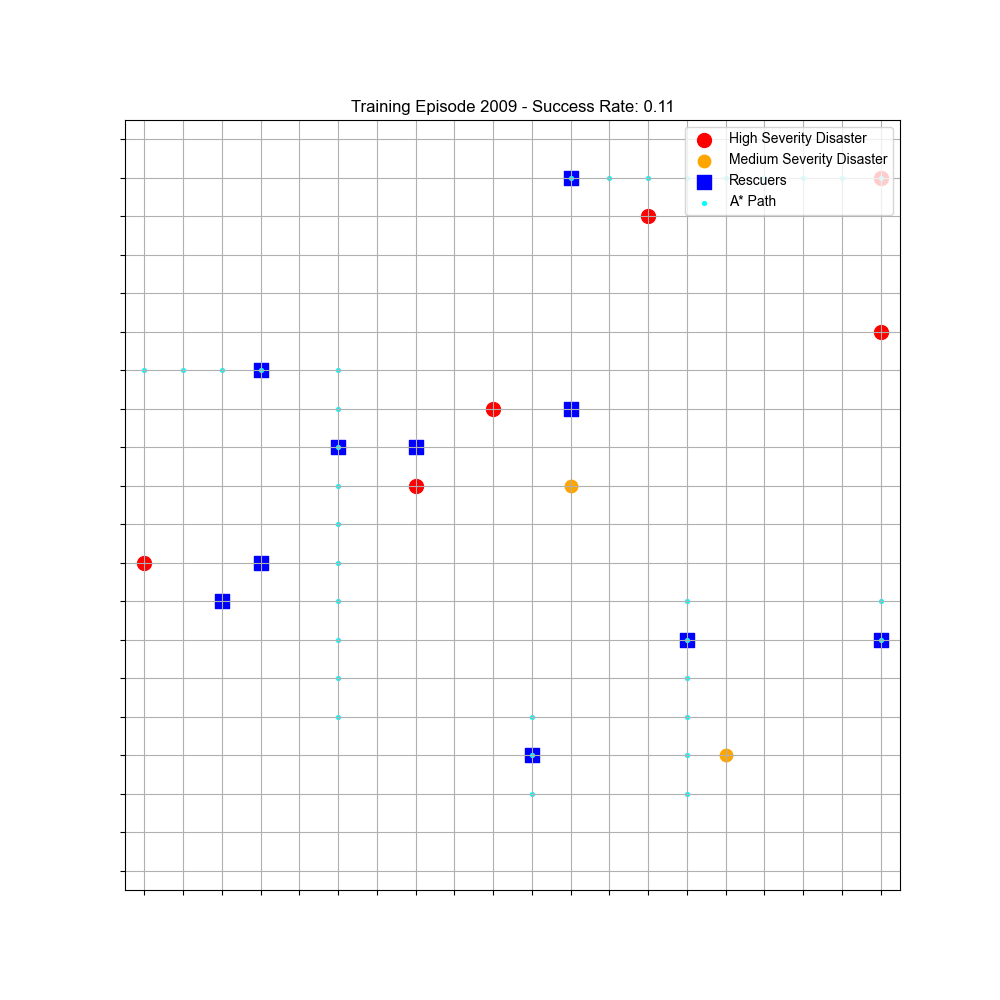 Training Episode 2009 - Success Rate: 0.11
High Severity Disaster
Medium Severity Disaster
Rescuers
A* Path